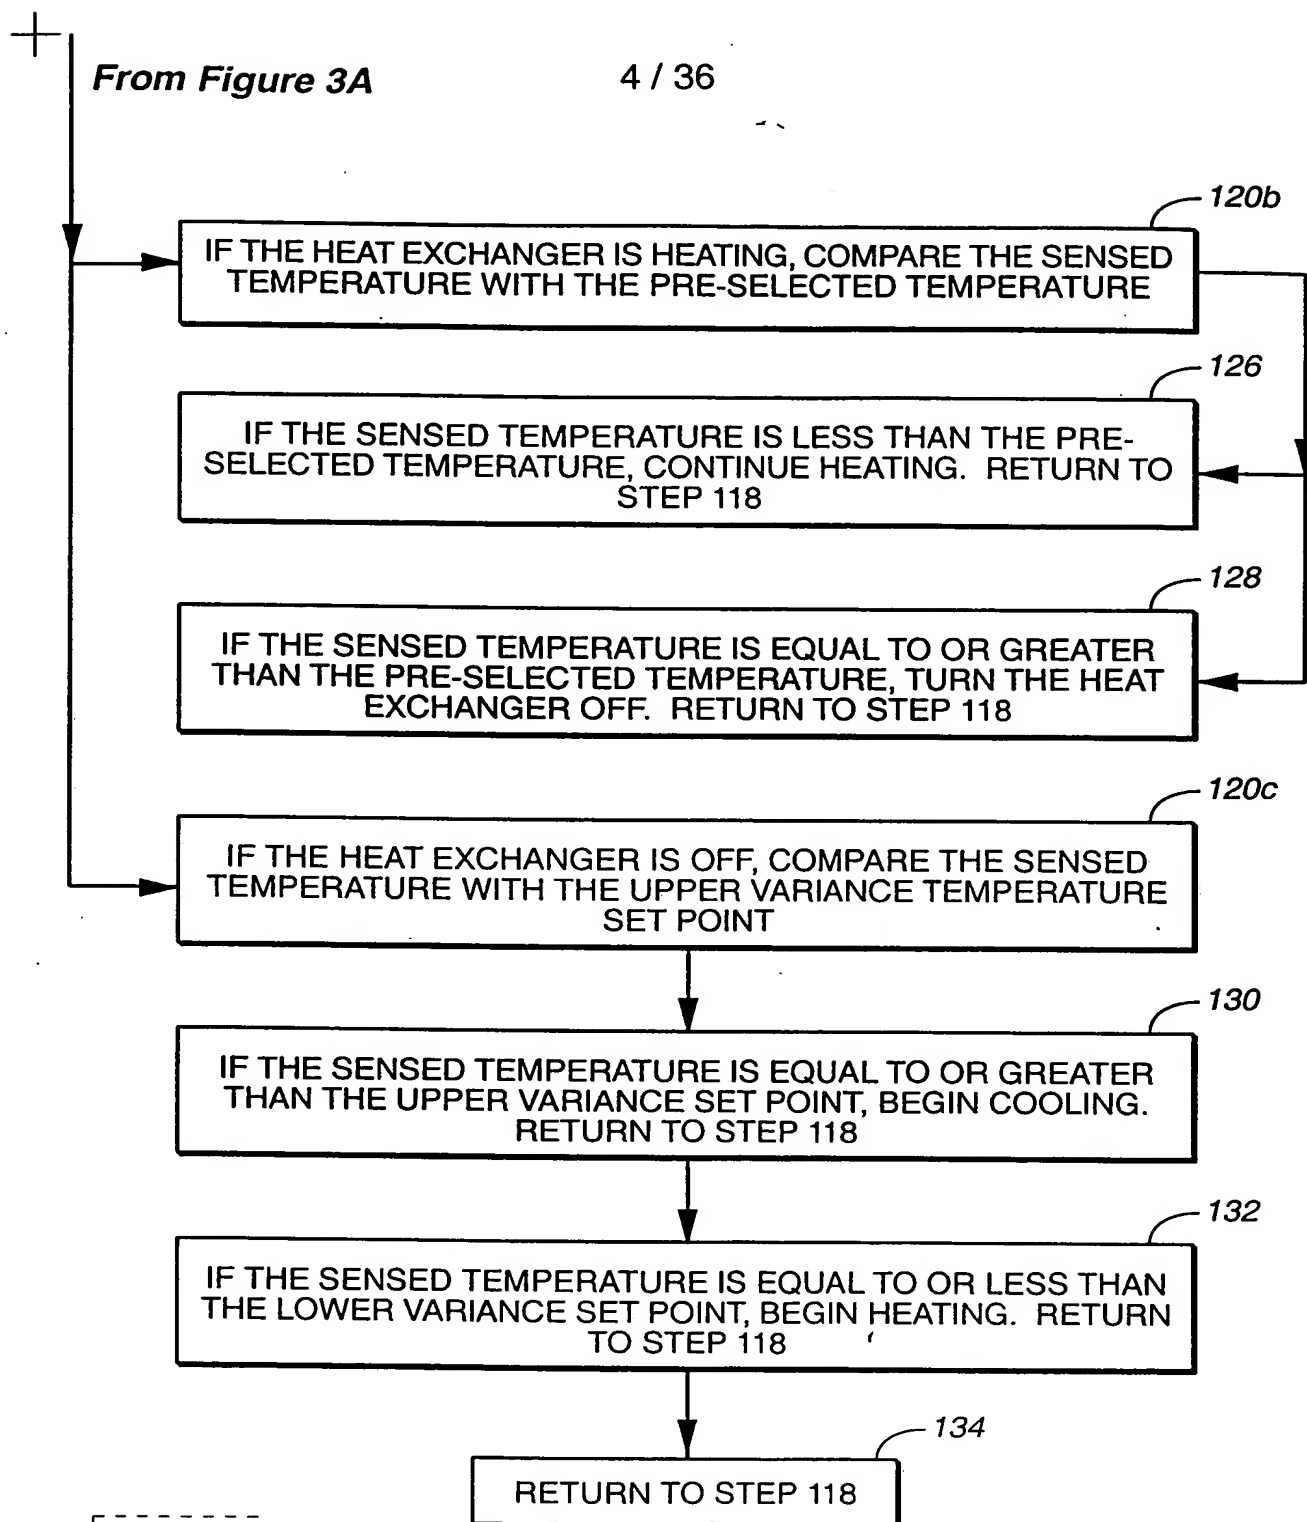 From Figure 3A
4 / 36
120b
IF THE HEAT EXCHANGER IS HEATING, COMPARE THE SENSED
TEMPERATURE WITH THE PRE-SELECTED TEMPERATURE
126
IF THE SENSED TEMPERATURE IS LESS THAN THE PRE-
SELECTED TEMPERATURE, CONTINUE HEATING. RETURN TO
STEP 118
128
IF THE SENSED TEMPERATURE IS EQUAL TO OR GREATER
THAN THE PRE-SELECTED TEMPERATURE, TURN THE HEAT
EXCHANGER OFF. RETURN TO STEP 118
120c
IF THE HEAT EXCHANGER IS OFF, COMPARE THE SENSED
TEMPERATURE WITH THE UPPER VARIANCE TEMPERATURE
SET POINT
130
IF THE SENSED TEMPERATURE IS EQUAL TO OR GREATER
THAN THE UPPER VARIANCE SET POINT, BEGIN COOLING.
RETURN TO STEP 118
132
IF THE SENSED TEMPERATURE IS EQUAL TO OR LESS THAN
THE LOWER VARIANCE SET POINT, BEGIN HEATING. RETURN
TO STEP 118
134
RETURN TO STEP 118